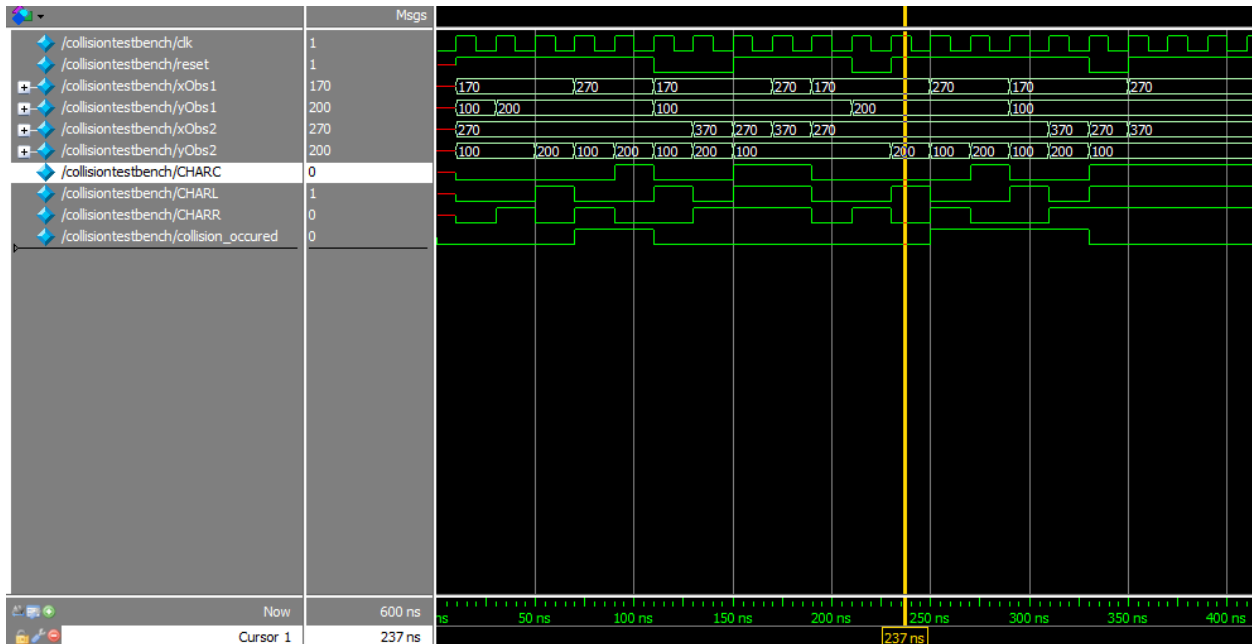 Msgs
/collisiontestbench/clk 1
/collisiontestbench/reset 1
/collisiontestbench/xObs1 170 170 270 170 270 170 270 170 270
/collisiontestbench/yObs1 200 100 200 100 200 100
/collisiontestbench/xObs2 270 270 370 270 370 270 370 270 370
/collisiontestbench/yObs2 200 100 200 100 200 100 200 100 200 100 200 100 200 100
/collisiontestbench/CHARC 0
/collisiontestbench/CHARL 1
/collisiontestbench/CHARR 0
/collisiontestbench/collision_occured 0
Now 600 ns ns 50 ns 100 ns 150 ns 200 ns 250 ns 300 ns 350 ns 400 ns
Cursor 1 237 ns 237 ns